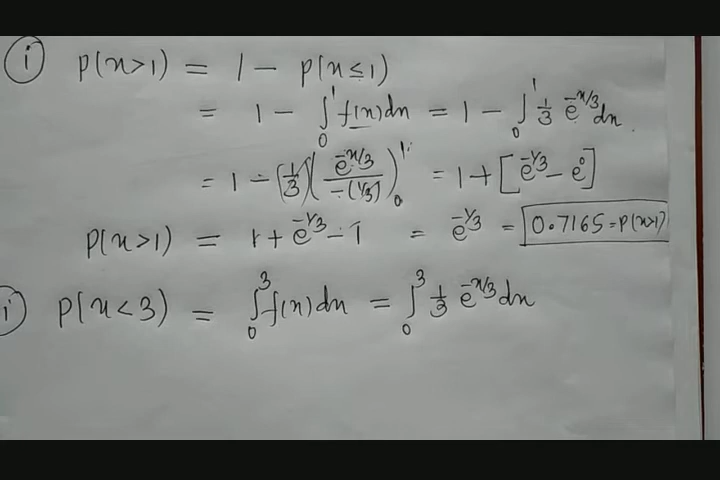 (i) P(x>1) = 1 - P(x≤1)
= 1 - ∫₀¹ f(x)dx = 1 - ∫₀¹ 1/3 e^{-x/3} dx
= 1 - (1/3) (e^{-x/3} / -(1/3))₀¹ = 1 + [e^{-1/3} - e^0]
P(x>1) = 1 + e^{-1/3} - 1 = e^{-1/3} = 0.7165 = P(x>1)
i) P(x<3) = ∫₀³ f(x)dx = ∫₀³ 1/3 e^{-x/3} dx